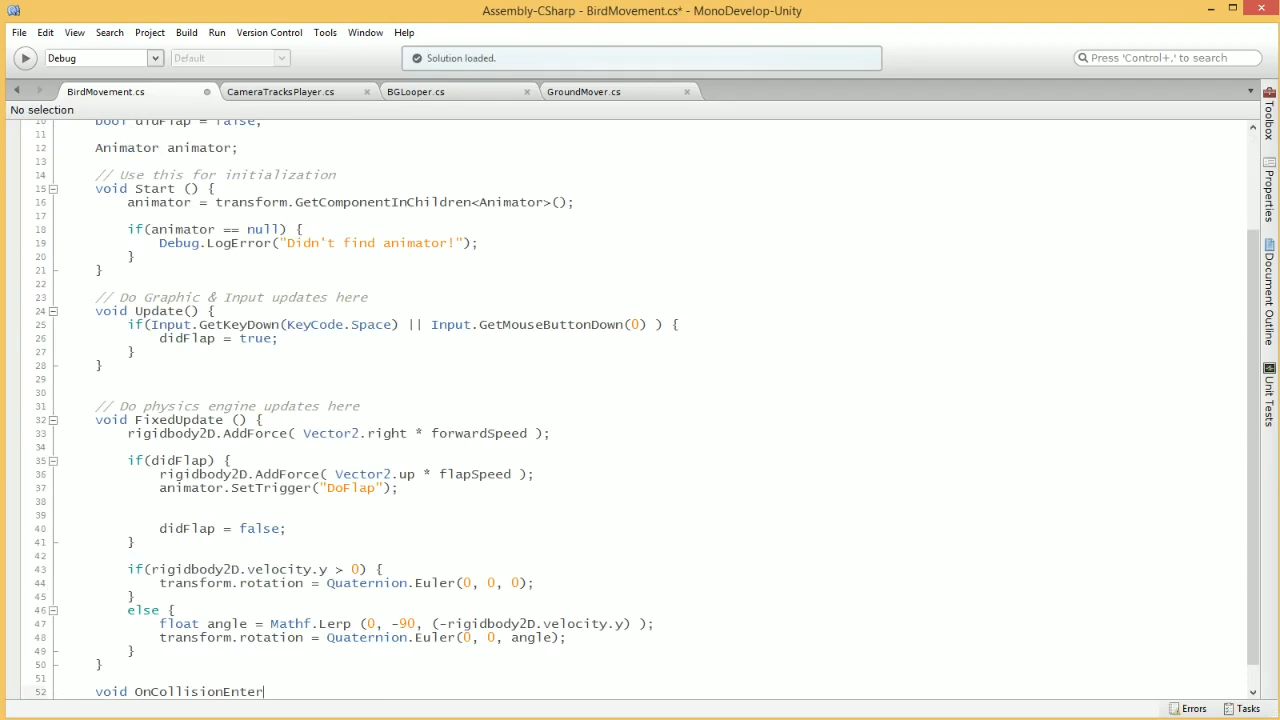 Assembly-CSharp - BirdMovement.cs* - MonoDevelop-Unity
File Edit View Search Project Build Run Version Control Tools Window Help
Debug Default Solution loaded. Press 'Control+,' to search
BirdMovement.cs CameraTracksPlayer.cs BGLooper.cs GroundMover.cs
No selection
10 bool didFlap = false;
11
12 Animator animator;
13
14 // Use this for initialization
15 void Start () {
16 animator = transform.GetComponentInChildren<Animator>();
17
18 if(animator == null) {
19 Debug.LogError("Didn't find animator!");
20 }
21 }
22
23 // Do Graphic & Input updates here
24 void Update() {
25 if(Input.GetKeyDown(KeyCode.Space) || Input.GetMouseButtonDown(0) ) {
26 didFlap = true;
27 }
28 }
29
30
31 // Do physics engine updates here
32 void FixedUpdate () {
33 rigidbody2D.AddForce( Vector2.right * forwardSpeed );
34
35 if(didFlap) {
36 rigidbody2D.AddForce( Vector2.up * flapSpeed );
37 animator.SetTrigger("DoFlap");
38
39
40 didFlap = false;
41 }
42
43 if(rigidbody2D.velocity.y > 0) {
44 transform.rotation = Quaternion.Euler(0, 0, 0);
45 }
46 else {
47 float angle = Mathf.Lerp (0, -90, (-rigidbody2D.velocity.y) );
48 transform.rotation = Quaternion.Euler(0, 0, angle);
49 }
50 }
51
52 void OnCollisionEnter
Toolbox
Properties
Document Outline
Unit Tests
Errors Tasks